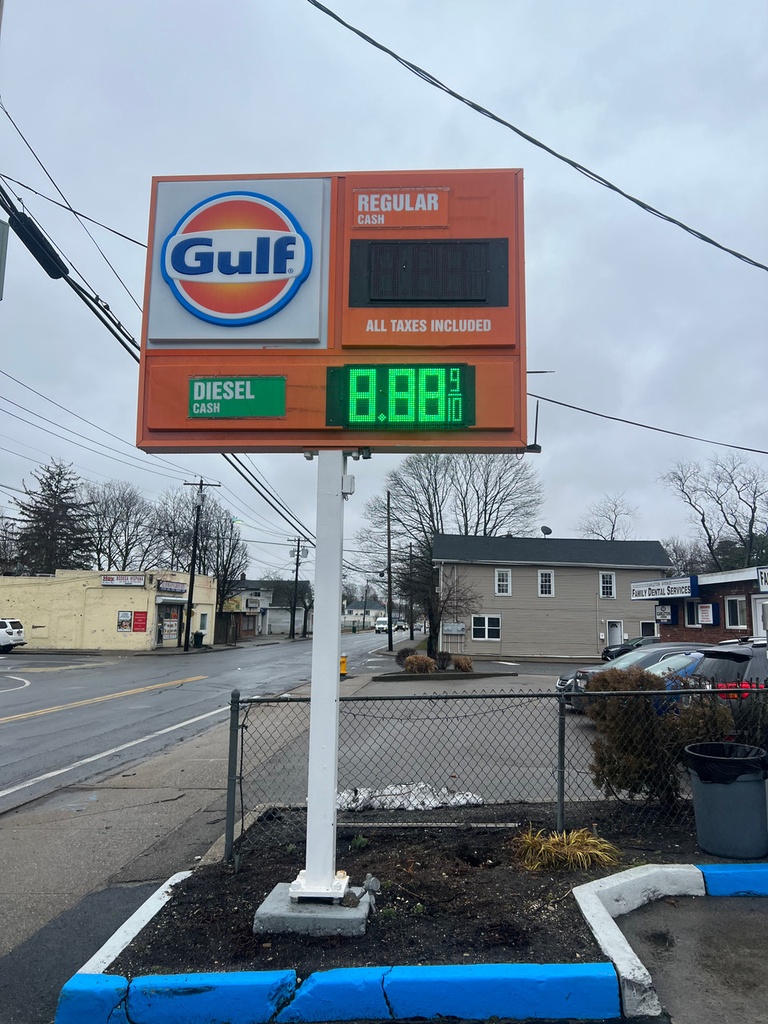 Gulf
REGULAR
CASH
ALL TAXES INCLUDED
DIESEL
CASH
8.88 9/10
FAMILY DENTAL SERVICES